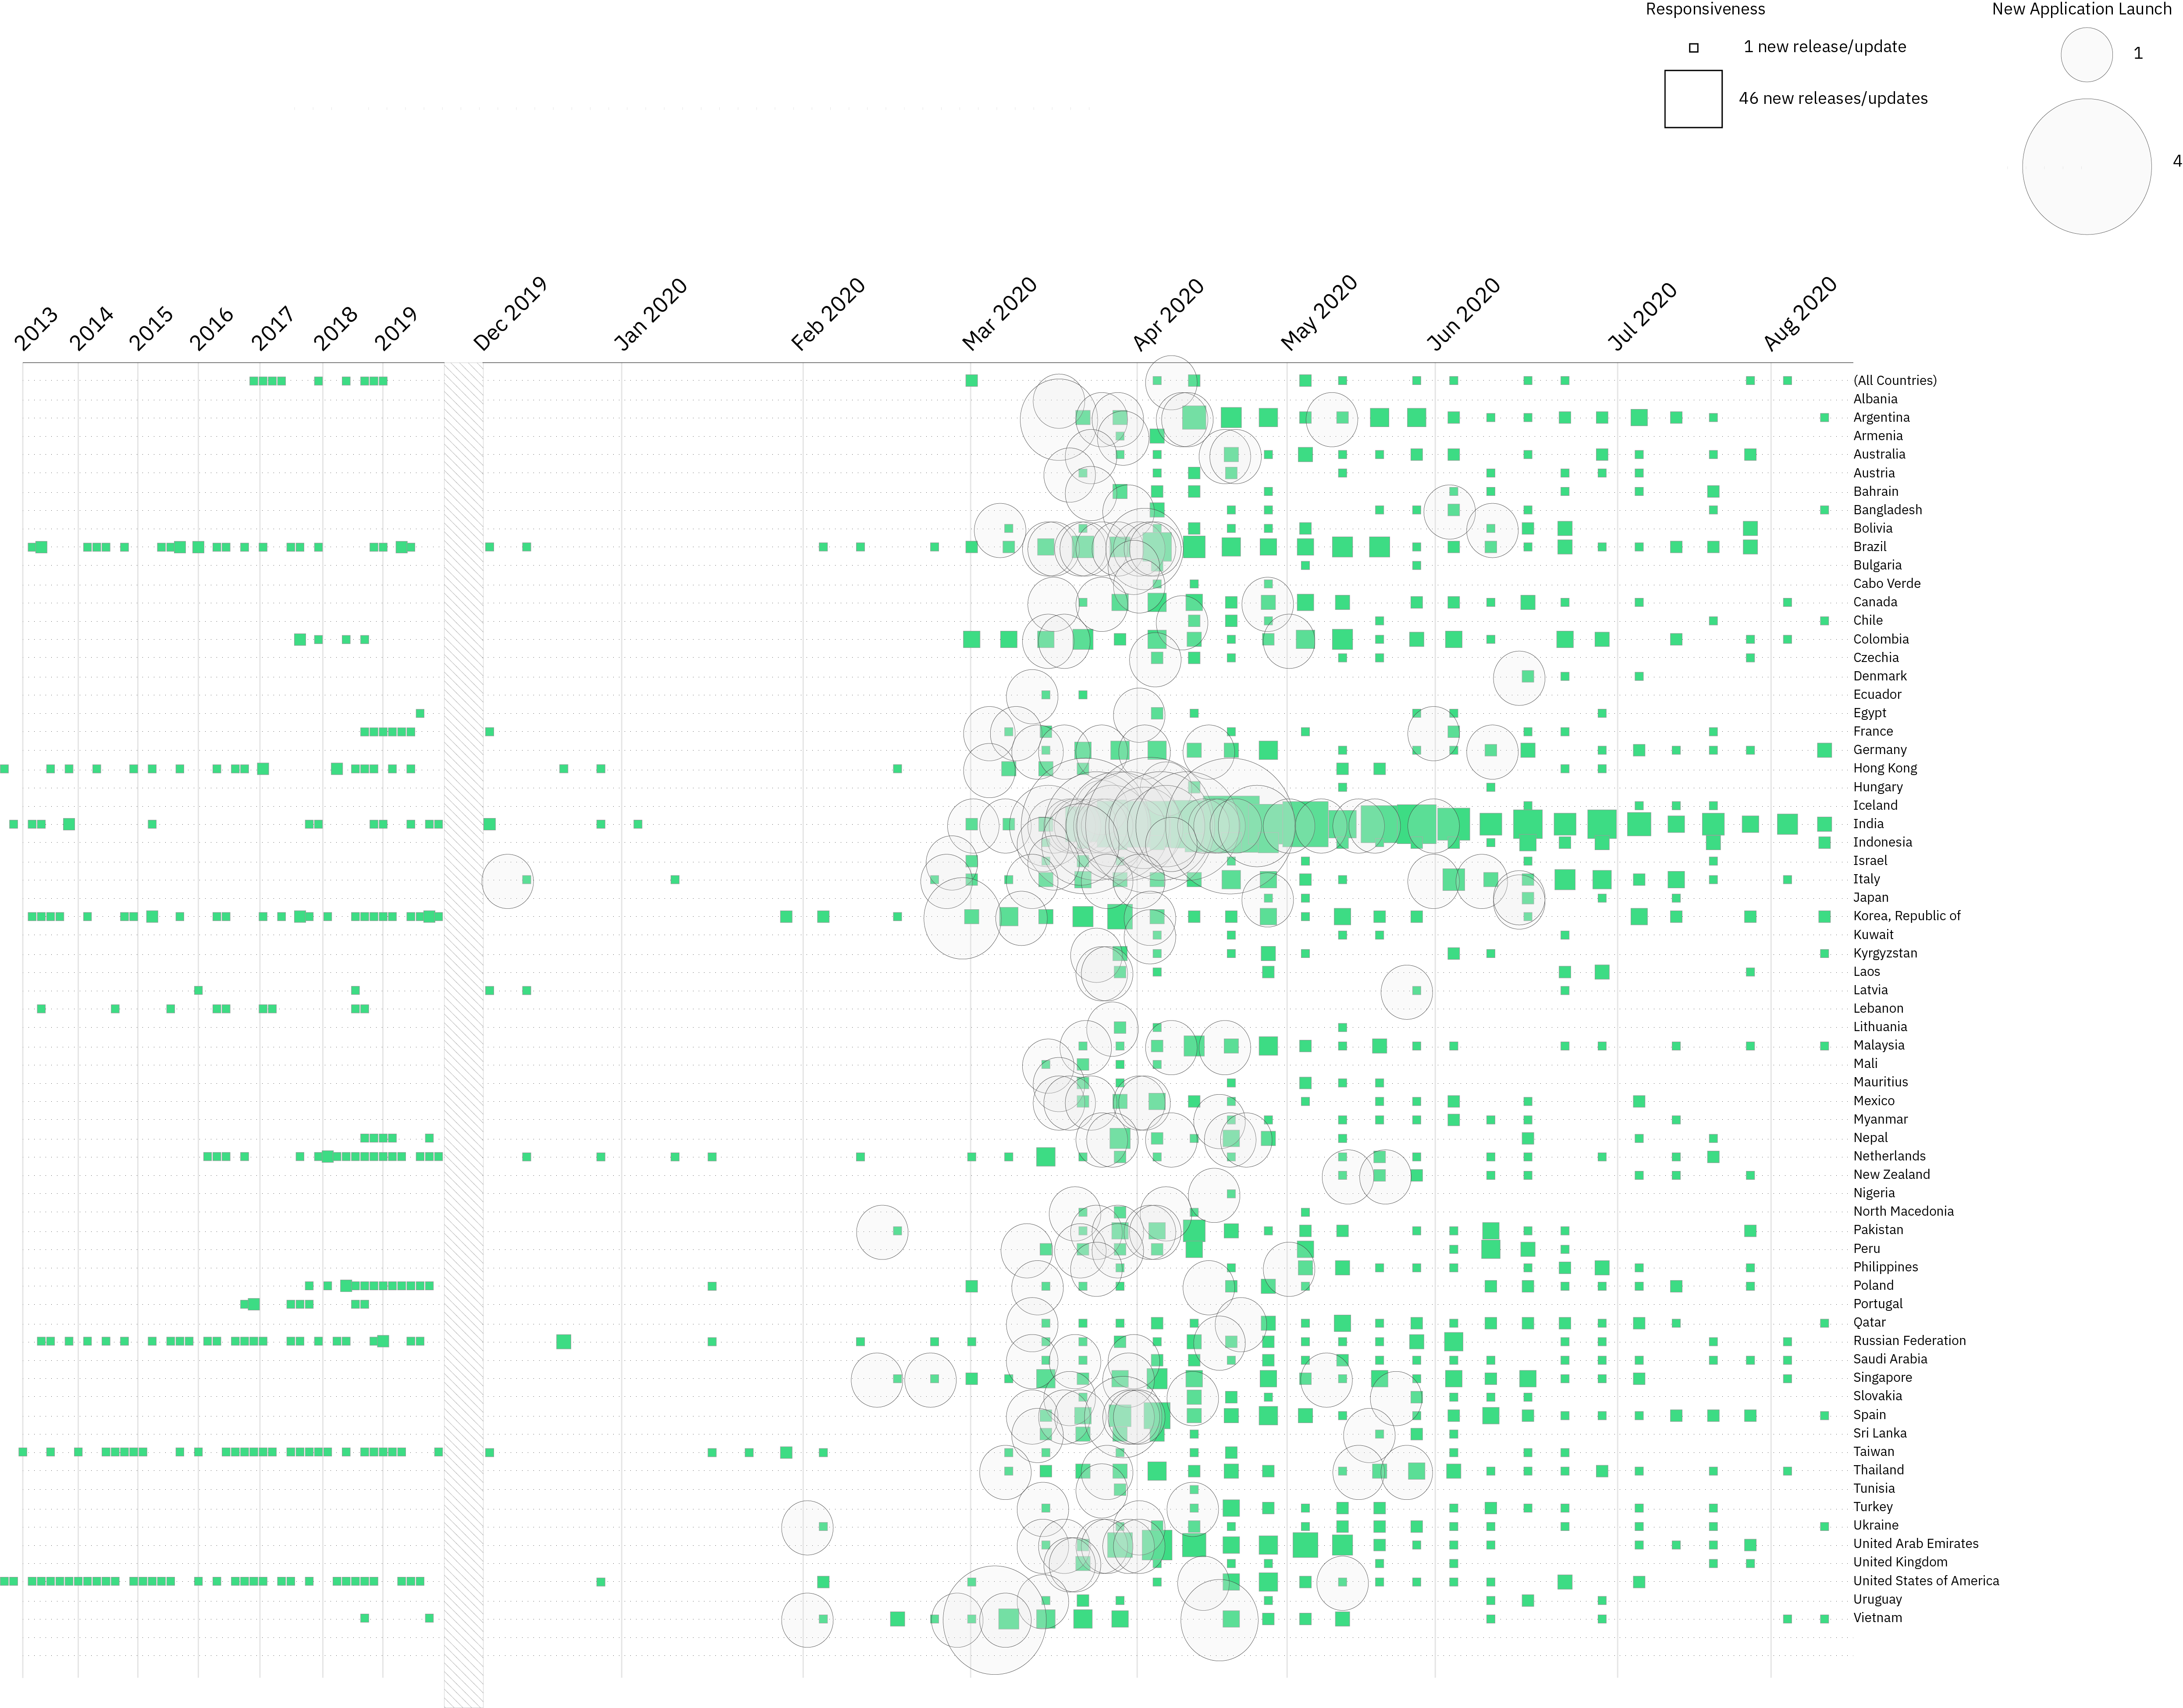 Responsiveness
New Application Launch
1 new release/update
1
46 new releases/updates
4
2013
2014
2015
2016
2017
2018
2019
Dec 2019
Jan 2020
Feb 2020
Mar 2020
Apr 2020
May 2020
Jun 2020
Jul 2020
Aug 2020
(All Countries)
Albania
Argentina
Armenia
Australia
Austria
Bahrain
Bangladesh
Bolivia
Brazil
Bulgaria
Cabo Verde
Canada
Chile
Colombia
Czechia
Denmark
Ecuador
Egypt
France
Germany
Hong Kong
Hungary
Iceland
India
Indonesia
Israel
Italy
Japan
Korea, Republic of
Kuwait
Kyrgyzstan
Laos
Latvia
Lebanon
Lithuania
Malaysia
Mali
Mauritius
Mexico
Myanmar
Nepal
Netherlands
New Zealand
Nigeria
North Macedonia
Pakistan
Peru
Philippines
Poland
Portugal
Qatar
Russian Federation
Saudi Arabia
Singapore
Slovakia
Spain
Sri Lanka
Taiwan
Thailand
Tunisia
Turkey
Ukraine
United Arab Emirates
United Kingdom
United States of America
Uruguay
Vietnam